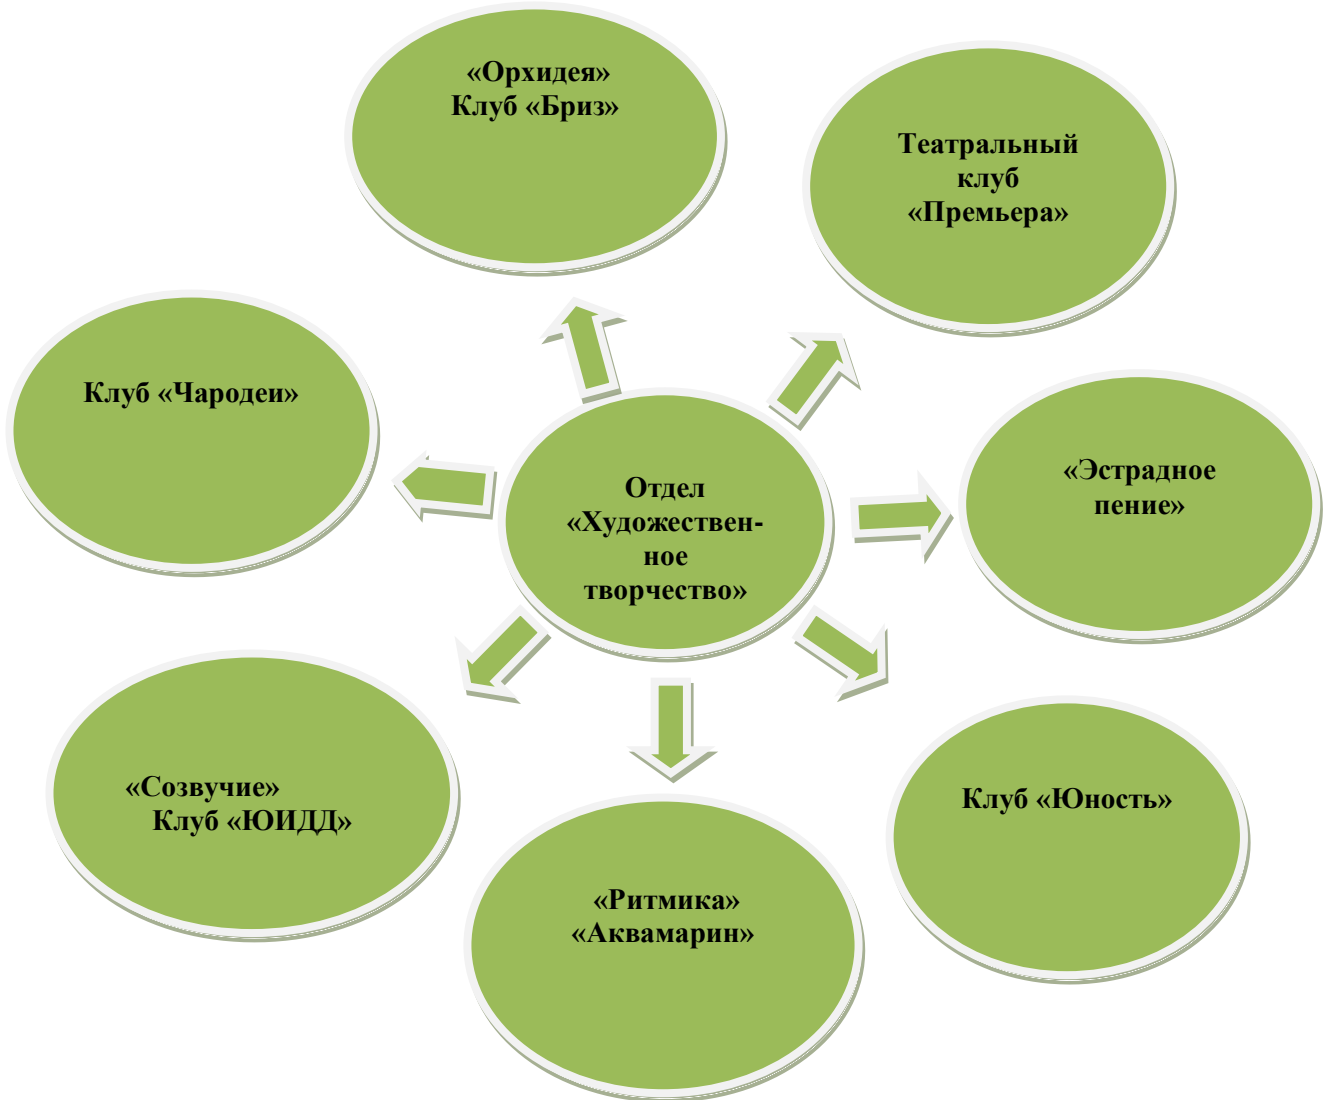 «Орхидея»
Клуб «Бриз»
Театральный
клуб
«Премьера»
Клуб «Чародеи»
«Эстрадное
пение»
Отдел
«Художествен-
ное
творчество»
«Созвучие»
Клуб «ЮИДД»
Клуб «Юность»
«Ритмика»
«Аквамарин»